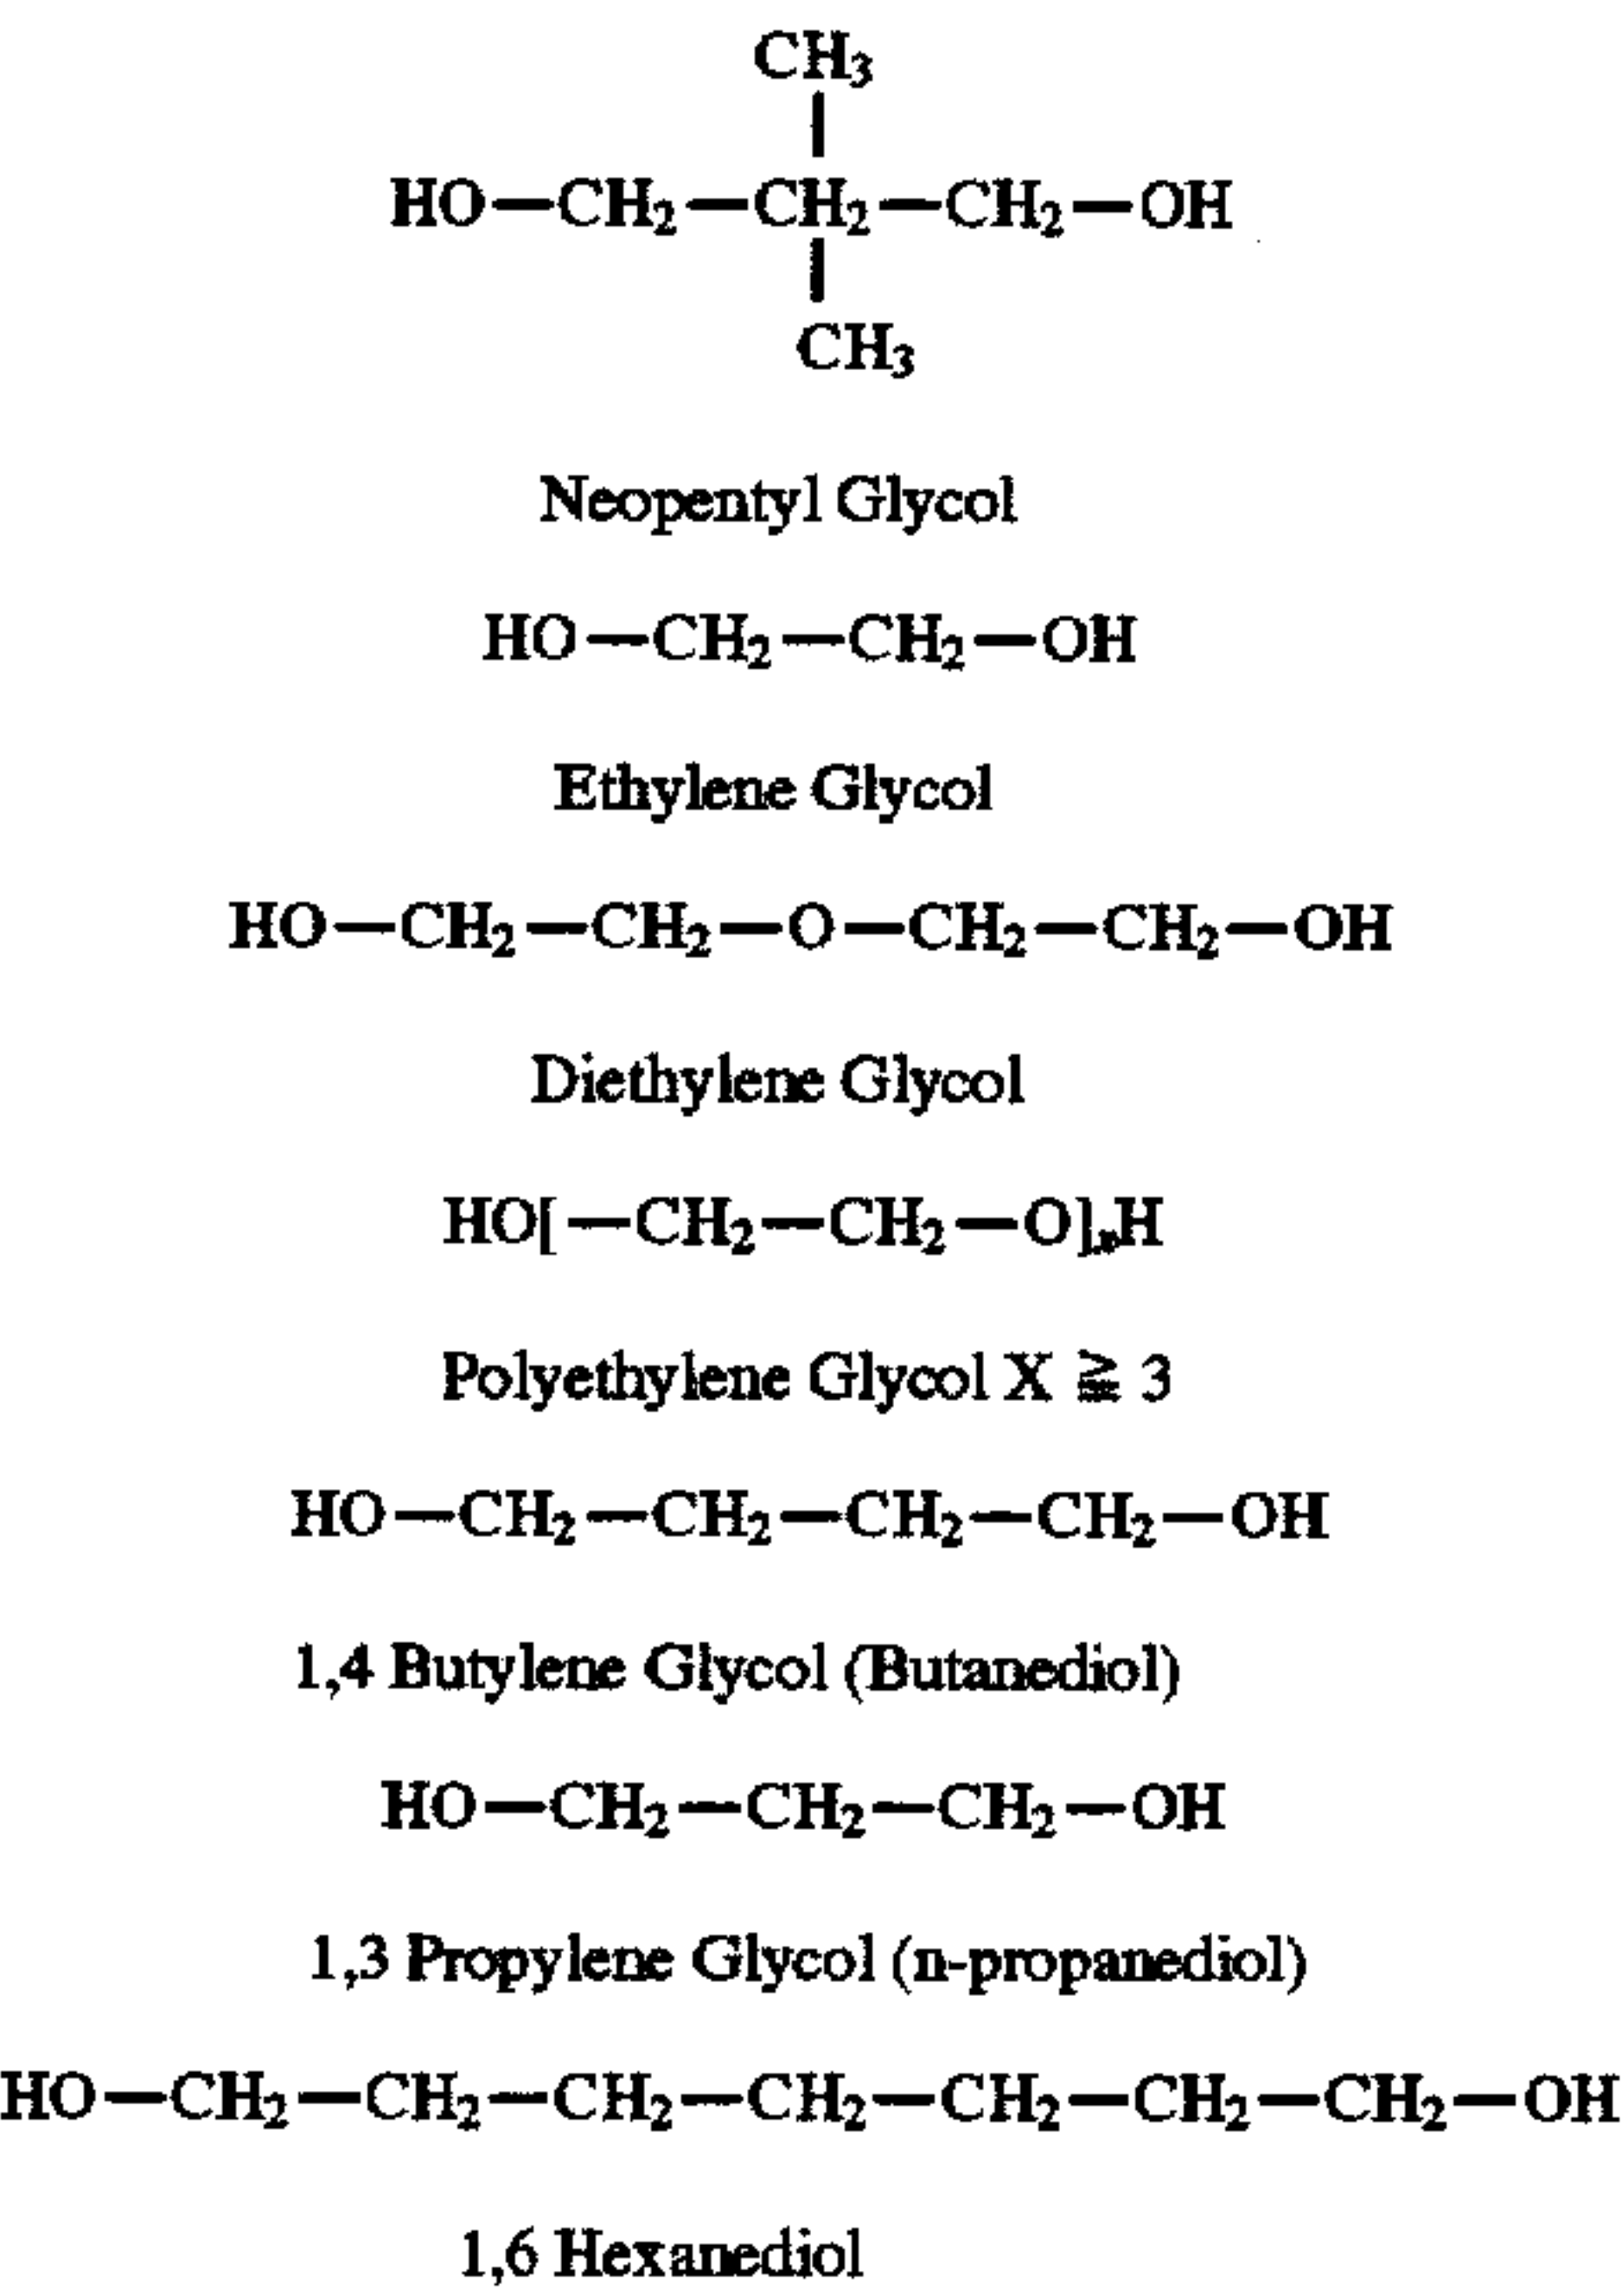 CH₃
HO—CH₂—CH₂—CH₂—OH
CH₃
Neopentyl Glycol
HO—CH₂—CH₂—OH
Ethylene Glycol
HO—CH₂—CH₂—O—CH₂—CH₂—OH
Diethylene Glycol
HO[—CH₂—CH₂—O]ₓH
Polyethylene Glycol X ≧ 3
HO—CH₂—CH₂—CH₂—CH₂—OH
1,4 Butylene Glycol (Butanediol)
HO—CH₂—CH₂—CH₂—OH
1,3 Propylene Glycol (n-propanediol)
HO—CH₂—CH₂—CH₂—CH₂—CH₂—CH₂—CH₂—OH
1,6 Hexanediol